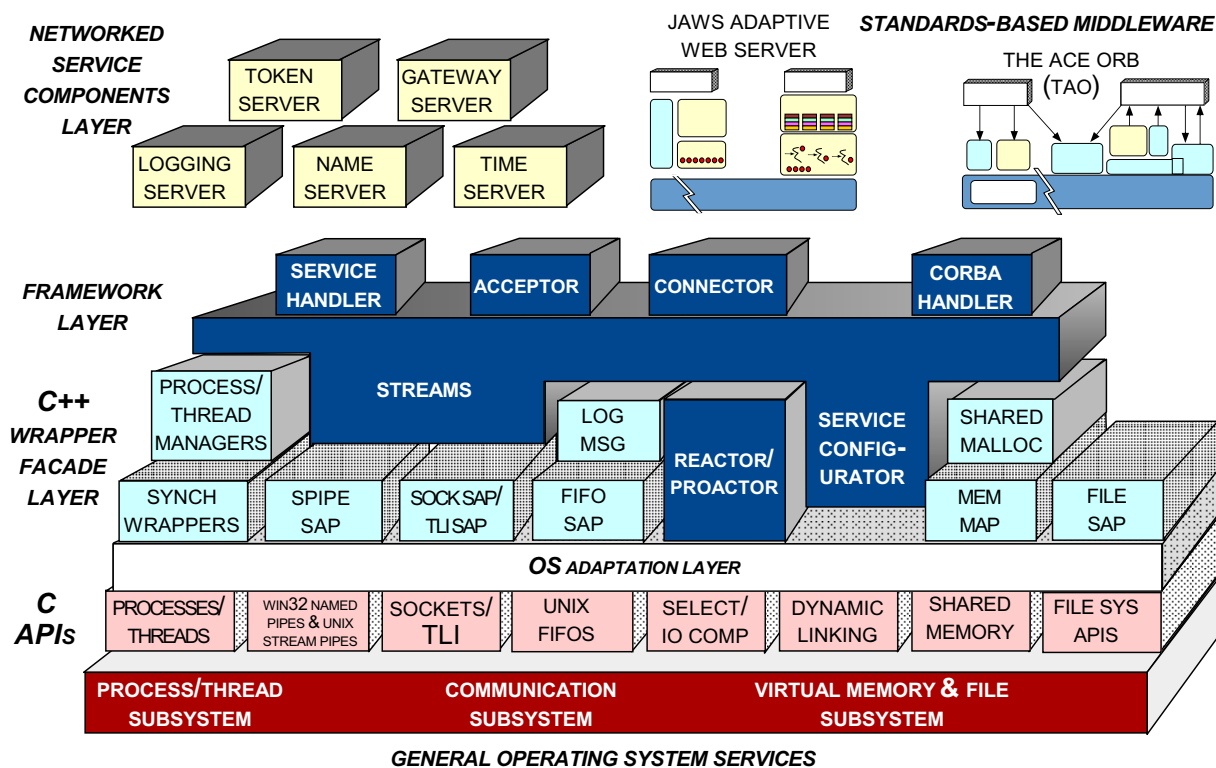 NETWORKED
SERVICE
COMPONENTS
LAYER
TOKEN
SERVER
GATEWAY
SERVER
LOGGING
SERVER
NAME
SERVER
TIME
SERVER
JAWS ADAPTIVE
WEB SERVER
STANDARDS-BASED MIDDLEWARE
THE ACE ORB
(TAO)
FRAMEWORK
LAYER
SERVICE
HANDLER
ACCEPTOR
CONNECTOR
CORBA
HANDLER
STREAMS
C++
WRAPPER
FACADE
LAYER
PROCESS/
THREAD
MANAGERS
LOG
MSG
REACTOR/
PROACTOR
SERVICE
CONFIG-
URATOR
SHARED
MALLOC
SYNCH
WRAPPERS
SPIPE
SAP
SOCK SAP/
TLI SAP
FIFO
SAP
MEM
MAP
FILE
SAP
OS ADAPTATION LAYER
C
APIS
PROCESSES/
THREADS
WIN32 NAMED
PIPES & UNIX
STREAM PIPES
SOCKETS/
TLI
UNIX
FIFOS
SELECT/
IO COMP
DYNAMIC
LINKING
SHARED
MEMORY
FILE SYS
APIS
PROCESS/THREAD
SUBSYSTEM
COMMUNICATION
SUBSYSTEM
VIRTUAL MEMORY & FILE
SUBSYSTEM
GENERAL OPERATING SYSTEM SERVICES